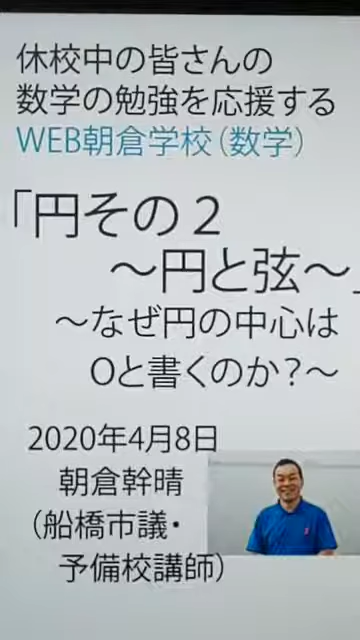 休校中の皆さんの
数学の勉強を応援する
WEB朝倉学校（数学）
「円その２
～円と弦～」
～なぜ円の中心は
Oと書くのか？～
2020年4月8日
朝倉幹晴
（船橋市議・
予備校講師）